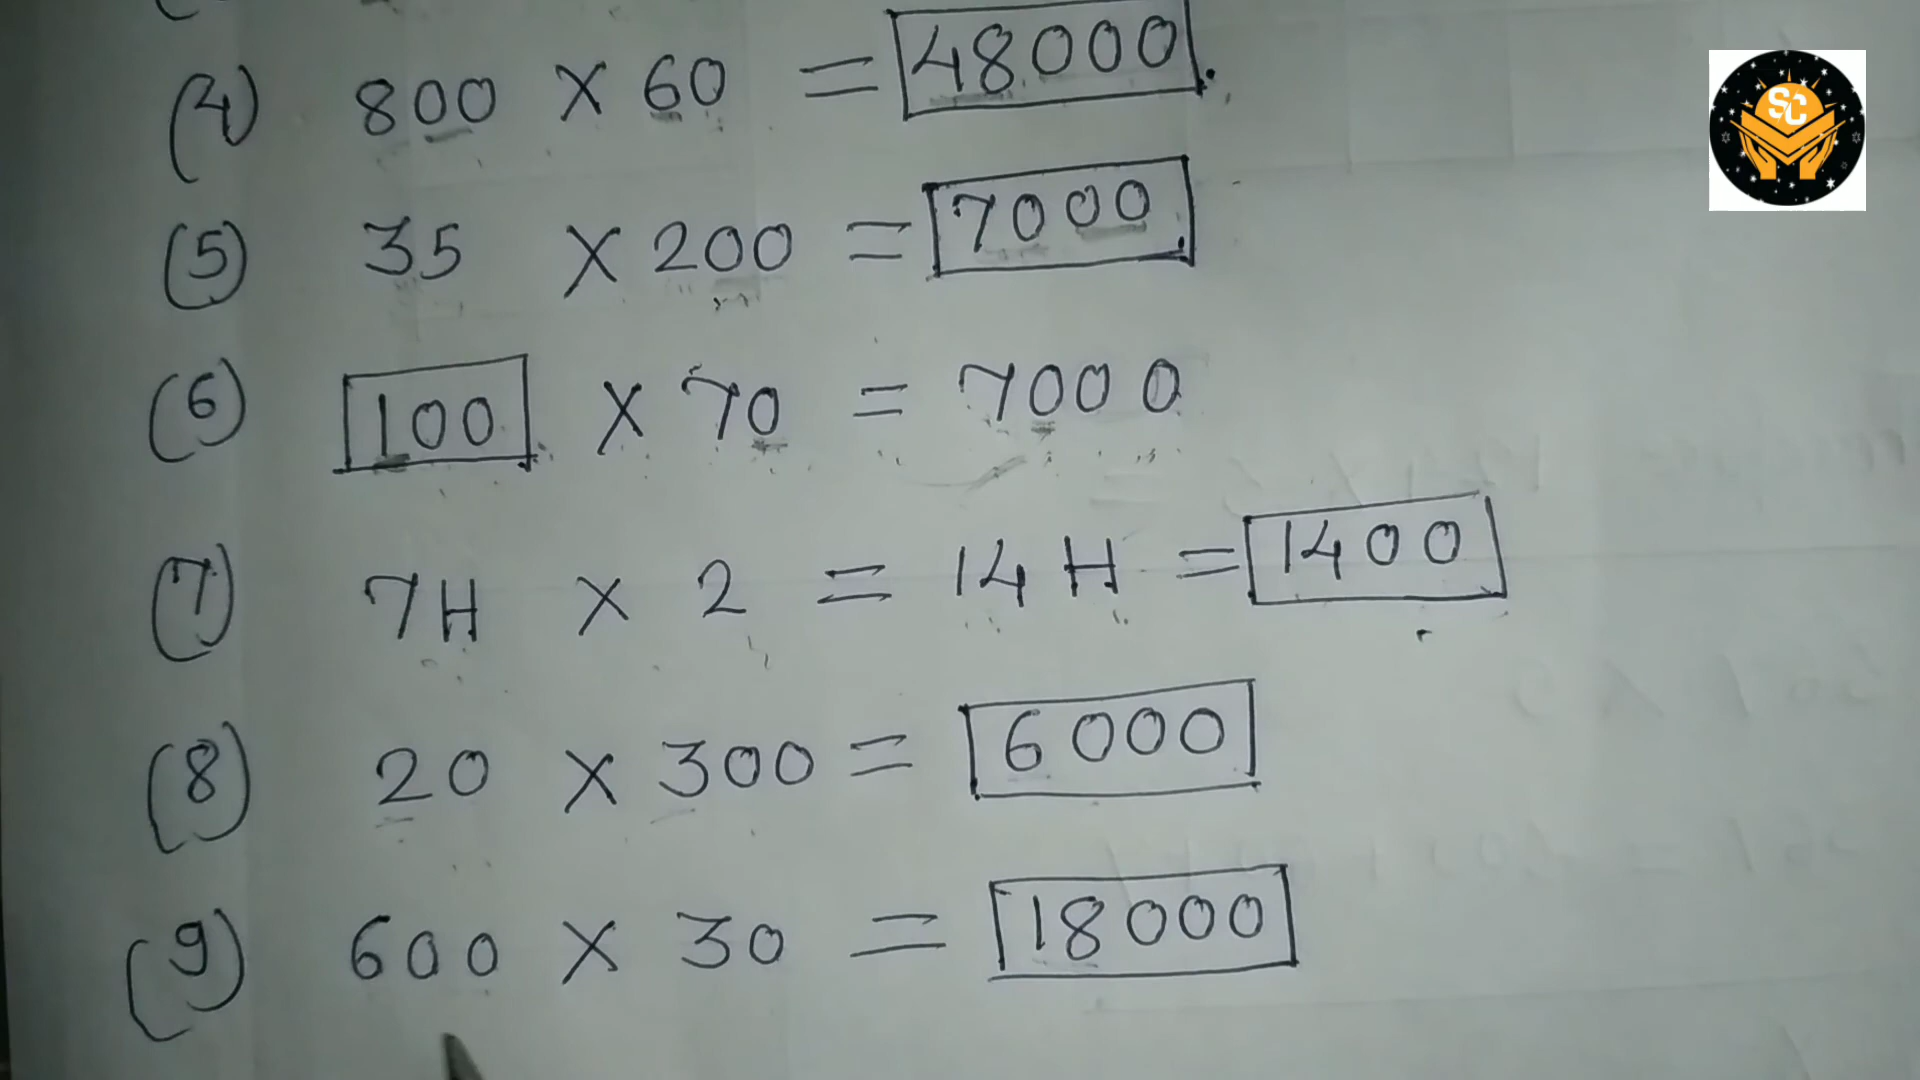 (4) 800 X 60 = 48000.
(5) 35 X 200 = 7000
(6) 100 X 70 = 7000
(7) 7H X 2 = 14H = 1400
(8) 20 X 300 = 6000
(9) 600 X 30 = 18000
SC